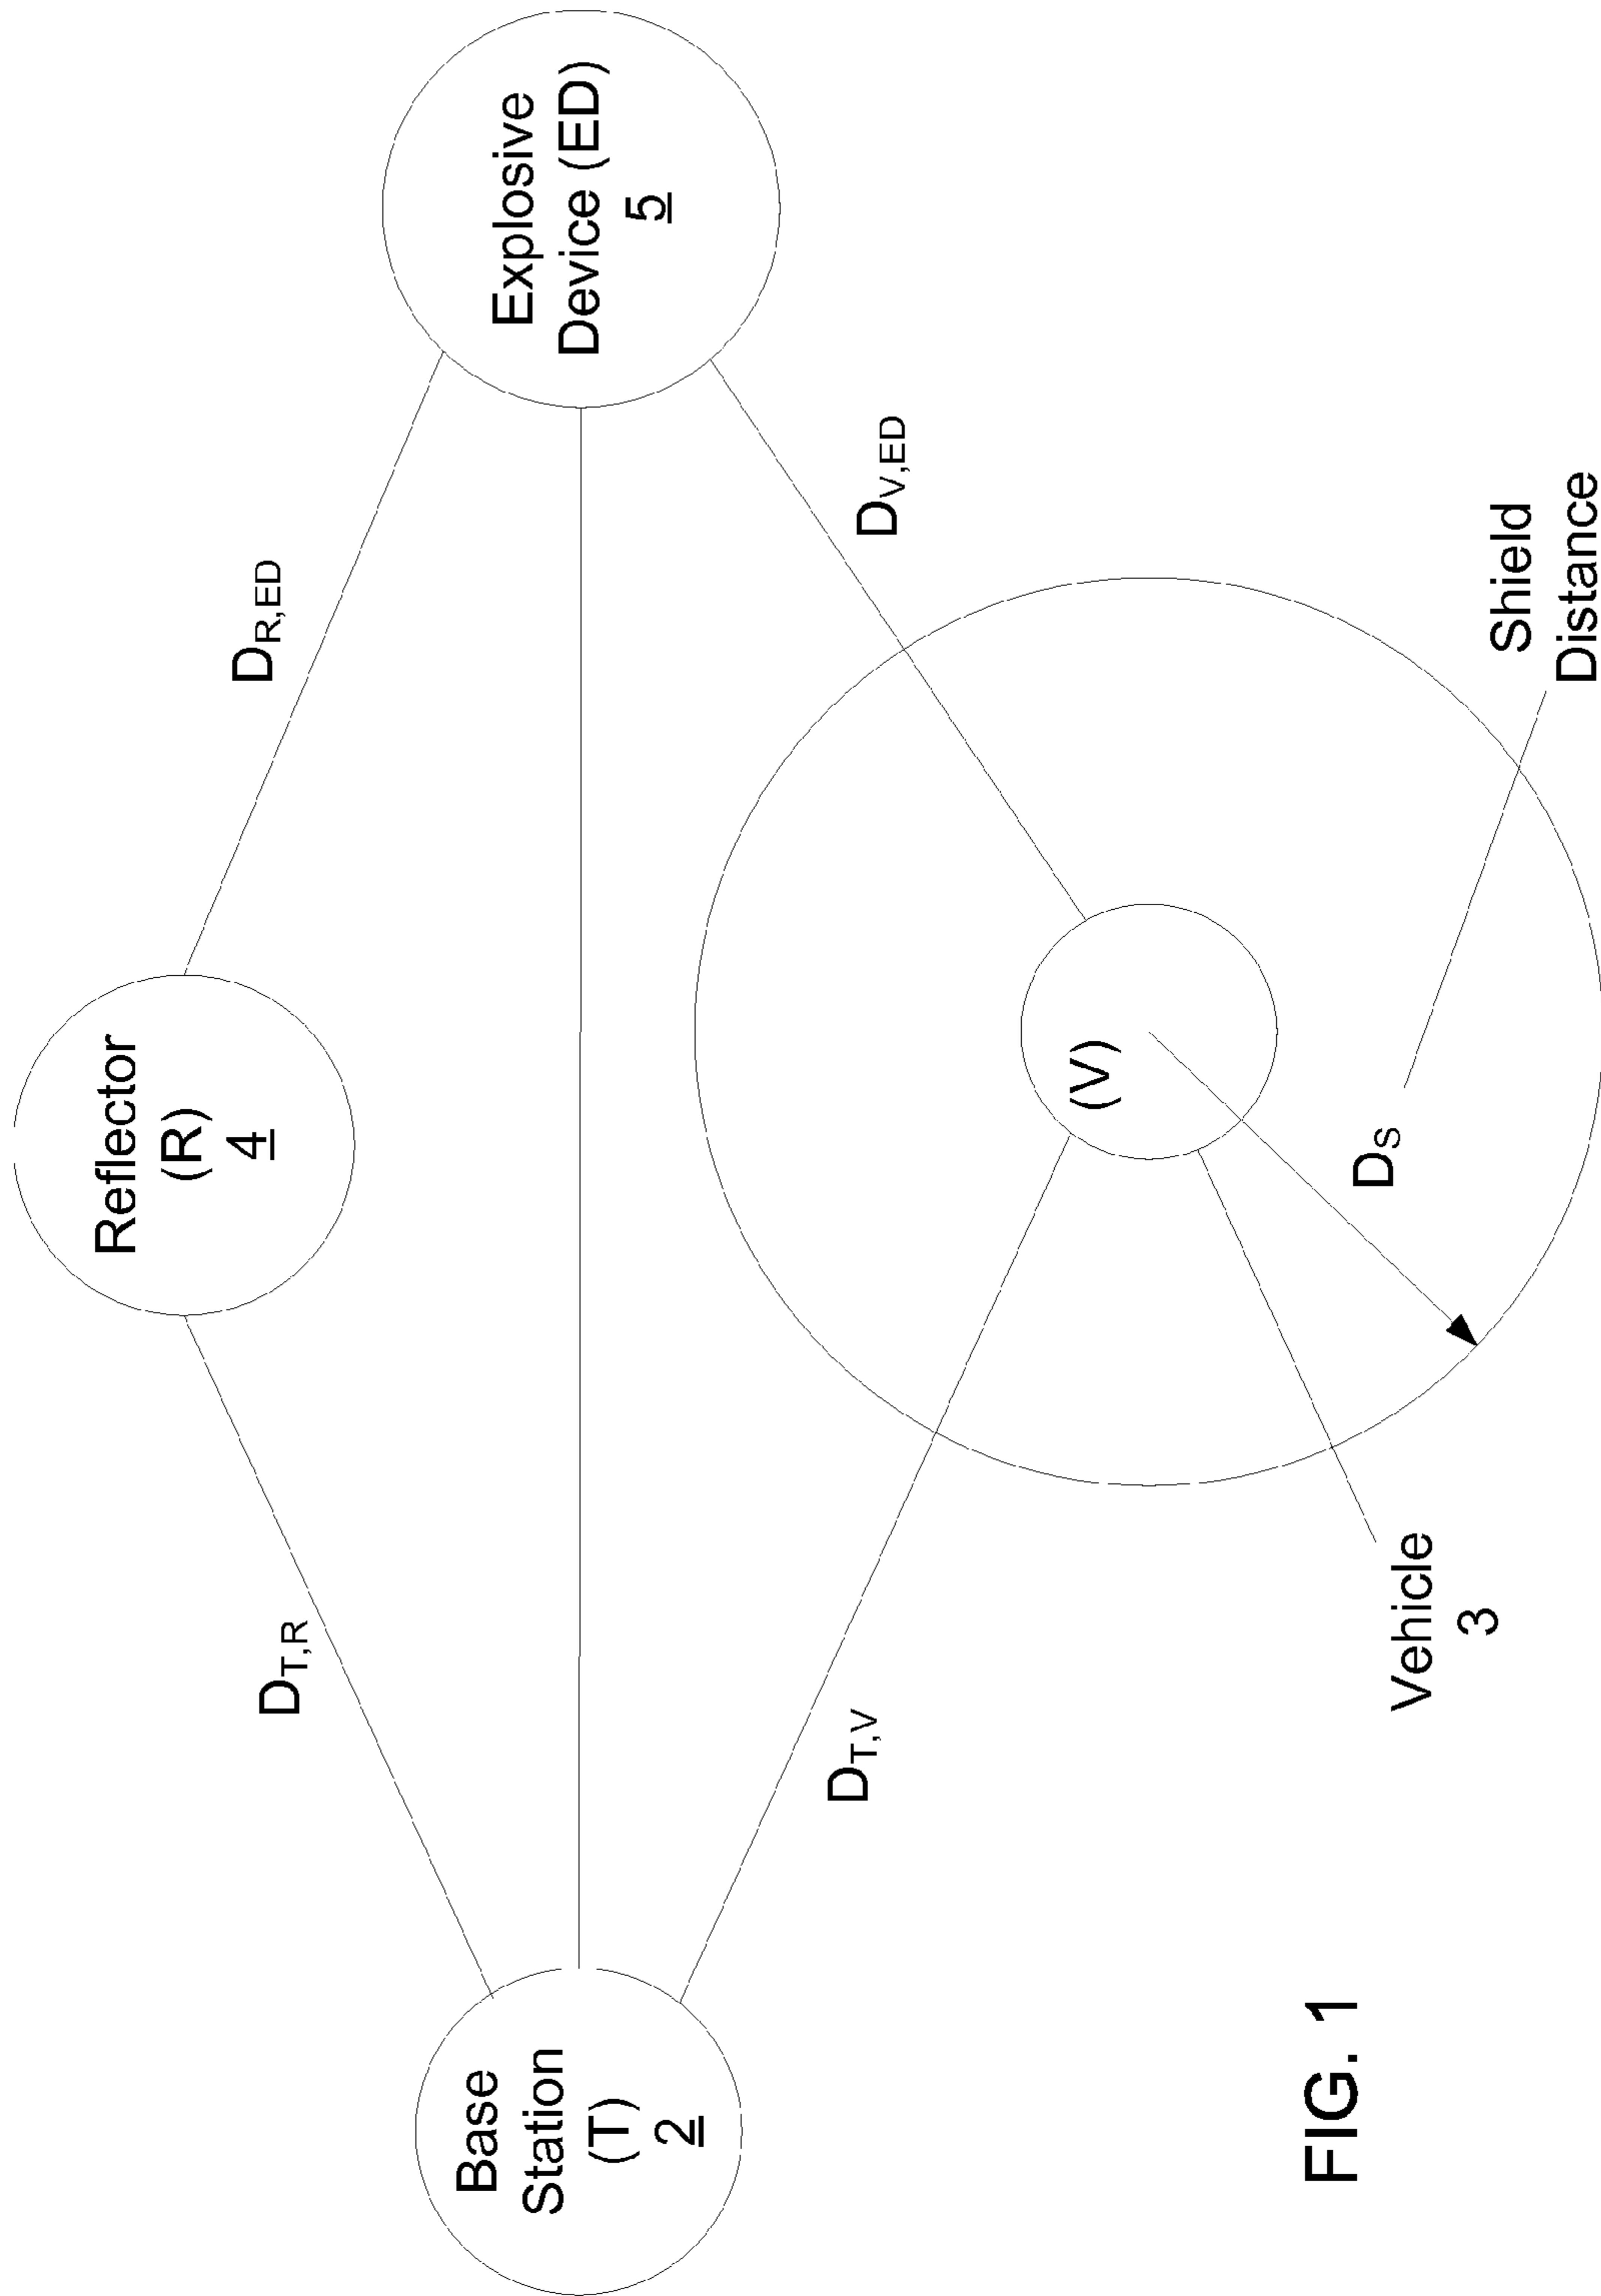 Reflector
(R)
4
D_R,ED
D_T,R
Explosive
Device (ED)
5
Base
Station
(T)
2
D_V,ED
D_T,V
(V)
D_S
Shield
Distance
Vehicle
3
FIG. 1